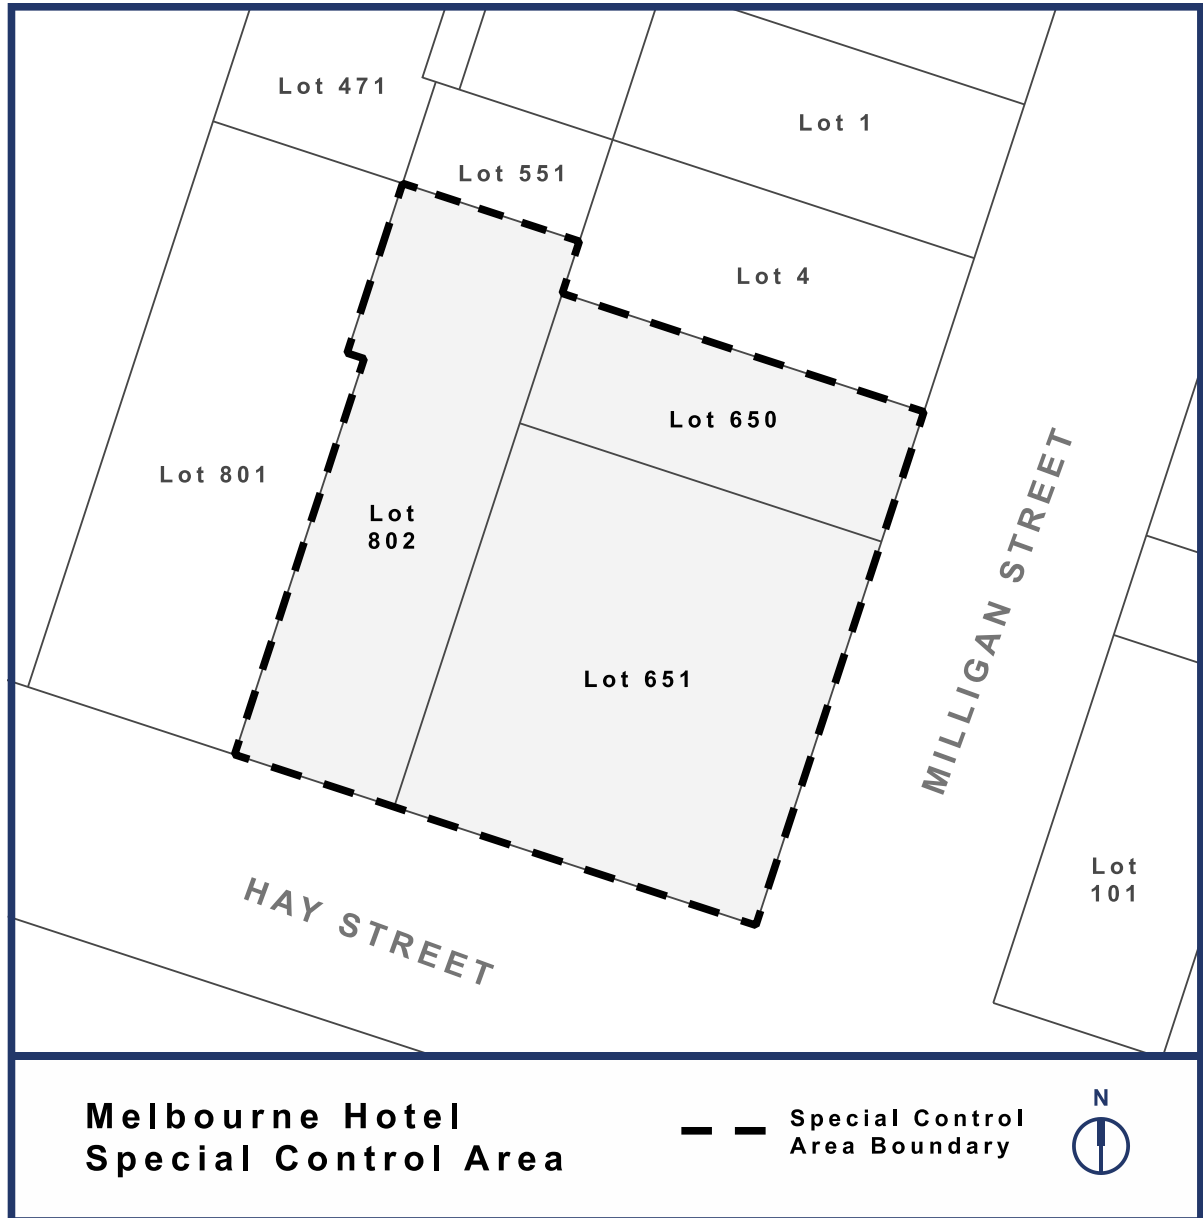 Lot 471
Lot 1
Lot 551
Lot 4
Lot 650
Lot 801
Lot
802
MILLIGAN STREET
Lot 651
Lot
101
HAY STREET
Melbourne Hotel
Special Control Area
Special Control
Area Boundary
N